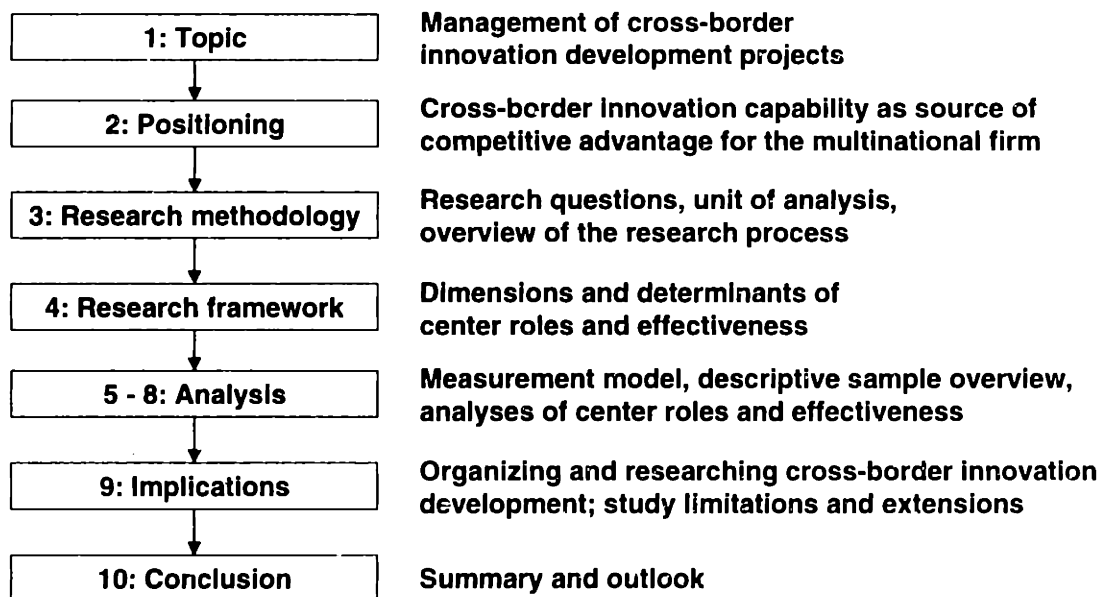 1: Topic
Management of cross-border
innovation development projects
2: Positioning
Cross-border innovation capability as source of
competitive advantage for the multinational firm
3: Research methodology
Research questions, unit of analysis,
overview of the research process
4: Research framework
Dimensions and determinants of
center roles and effectiveness
5 - 8: Analysis
Measurement model, descriptive sample overview,
analyses of center roles and effectiveness
9: Implications
Organizing and researching cross-border innovation
development; study limitations and extensions
10: Conclusion
Summary and outlook